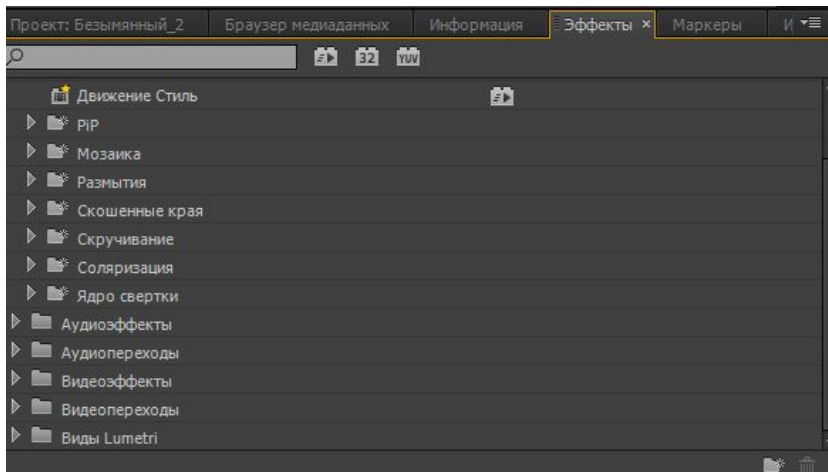 Проект: Безымянный_2 Браузер медиаданных Информация Эффекты × Маркеры И
32 YUV
Движение Стиль
PiP
Мозаика
Размытия
Скошенные края
Скручивание
Соляризация
Ядро свертки
Аудиоэффекты
Аудиопереходы
Видеоэффекты
Видеопереходы
Виды Lumetri